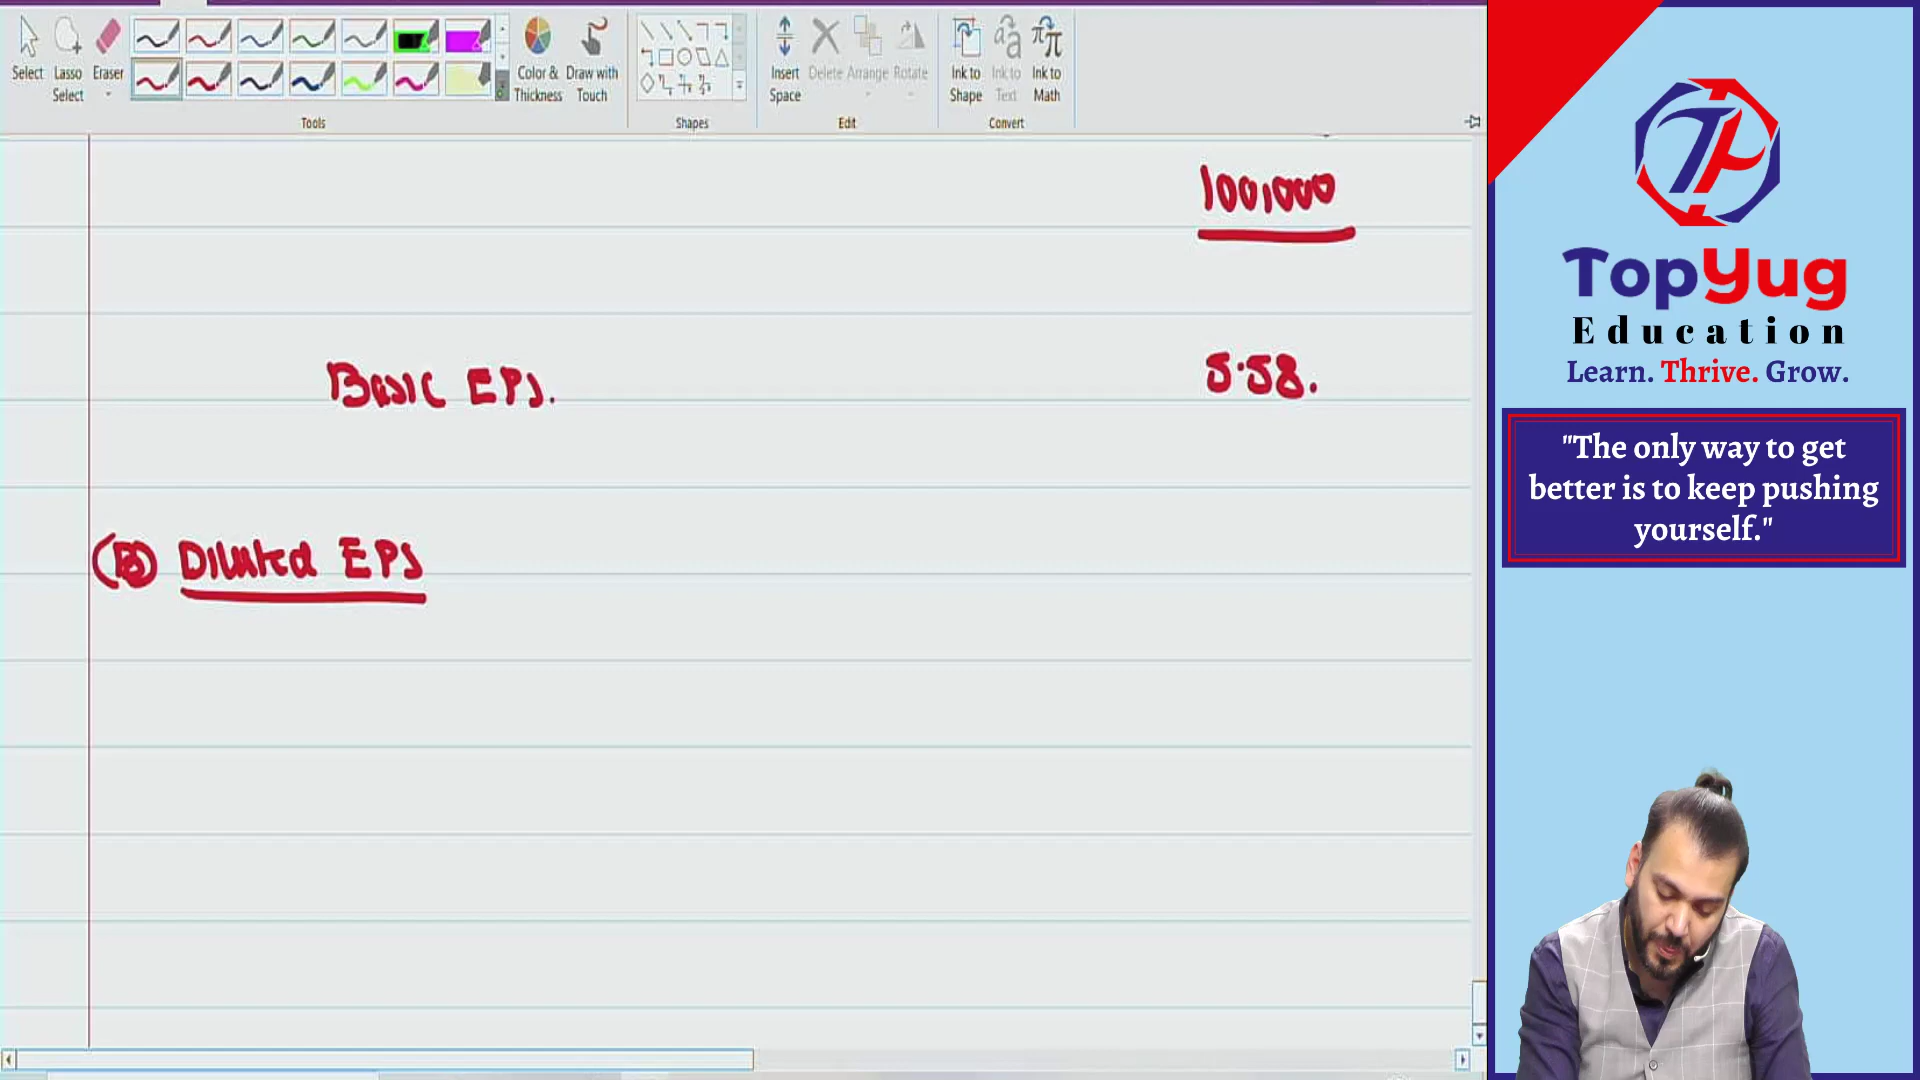 Select
Lasso Select
Eraser
Color & Thickness
Draw with Touch
Insert Space
Delete
Arrange
Rotate
Ink to Shape
Ink to Text
Ink to Math
Tools
Shapes
Edit
Convert
100,000
Basic EPS. 5.58.
(B) Diluted EPS
TopYug
Education
Learn. Thrive. Grow.
"The only way to get
better is to keep pushing
yourself."